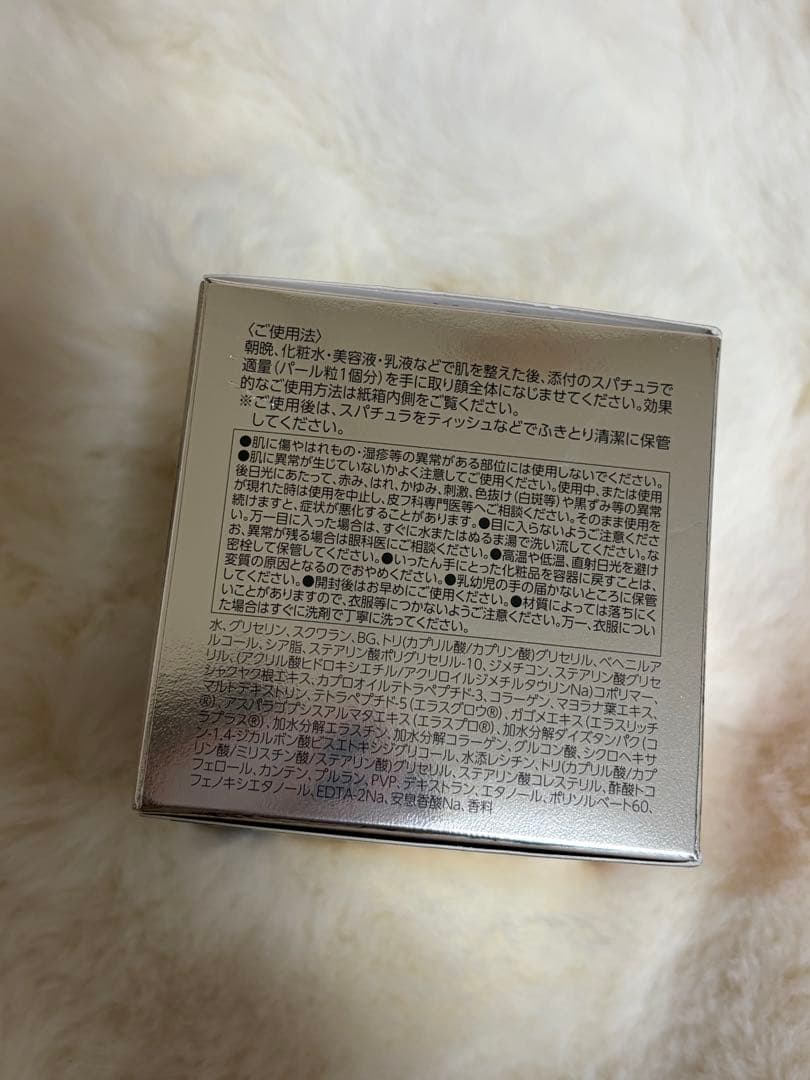 〈ご使用法〉
朝晩、化粧水・美容液・乳液などで肌を整えた後、添付のスパチュラで
適量（パール粒1個分）を手に取り顔全体になじませてください。効果
的なご使用方法は紙箱内側をご覧ください。
※ご使用後は、スパチュラをティッシュなどでふきとり清潔に保管
してください。
●肌に傷やはれもの・湿疹等の異常がある部位には使用しないでください。
●肌に異常が生じていないかよく注意してご使用ください。使用中、または使用
後日光にあたって、赤み、はれ、かゆみ、刺激、色抜け（白斑等）や黒ずみ等の異常
が現れた時は使用を中止し、皮フ科専門医等へご相談ください。そのまま使用を
続けますと、症状が悪化することがあります。●目に入らないようご注意くださ
い。万一目に入った場合は、すぐに水またはぬるま湯で洗い流してください。な
お、異常が残る場合は眼科医にご相談ください。●高温や低温、直射日光を避け
密栓して保管してください。●いったん手にとった化粧品を容器に戻すことは、
変質の原因となるのでおやめください。●乳幼児の手の届かないところに保管
してください。●開封後はお早めにご使用ください。●材質によっては落ちにく
いことがありますので、衣服等につかないようご注意ください。万一、衣服につい
た場合はすぐに洗剤で丁寧に洗ってください。
水、グリセリン、スクワラン、BG、トリ(カプリル酸/カプリン酸)グリセリル、ベヘニルア
ルコール、シア脂、ステアリン酸ポリグリセリル-10、ジメチコン、ステアリン酸グリセ
リル、(アクリル酸ヒドロキシエチル/アクリロイルジメチルタウリンNa)コポリマー、
シャクヤク根エキス、カプロオイルテトラペプチド-3、コラーゲン、マヨラナ葉エキス、
マルトデキストリン、テトラペプチド-5（エラスグロウ®）、ガゴメエキス（エラスリッチ
®）、アスパラゴプシスアルマタエキス（エラスプロ®）、加水分解ダイズタンパク（コ
ラプラス®）、加水分解エラスチン、加水分解コラーゲン、グルコン酸、シクロヘキサ
ン-1,4-ジカルボン酸ビスエトキシジグリコール、水添レシチン、トリ(カプリル酸/カプ
リン酸/ミリスチン酸/ステアリン酸)グリセリル、ステアリン酸コレステリル、酢酸トコ
フェロール、カンテン、プルラン、PVP、デキストラン、エタノール、ポリソルベート60、
フェノキシエタノール、EDTA-2Na、安息香酸Na、香料